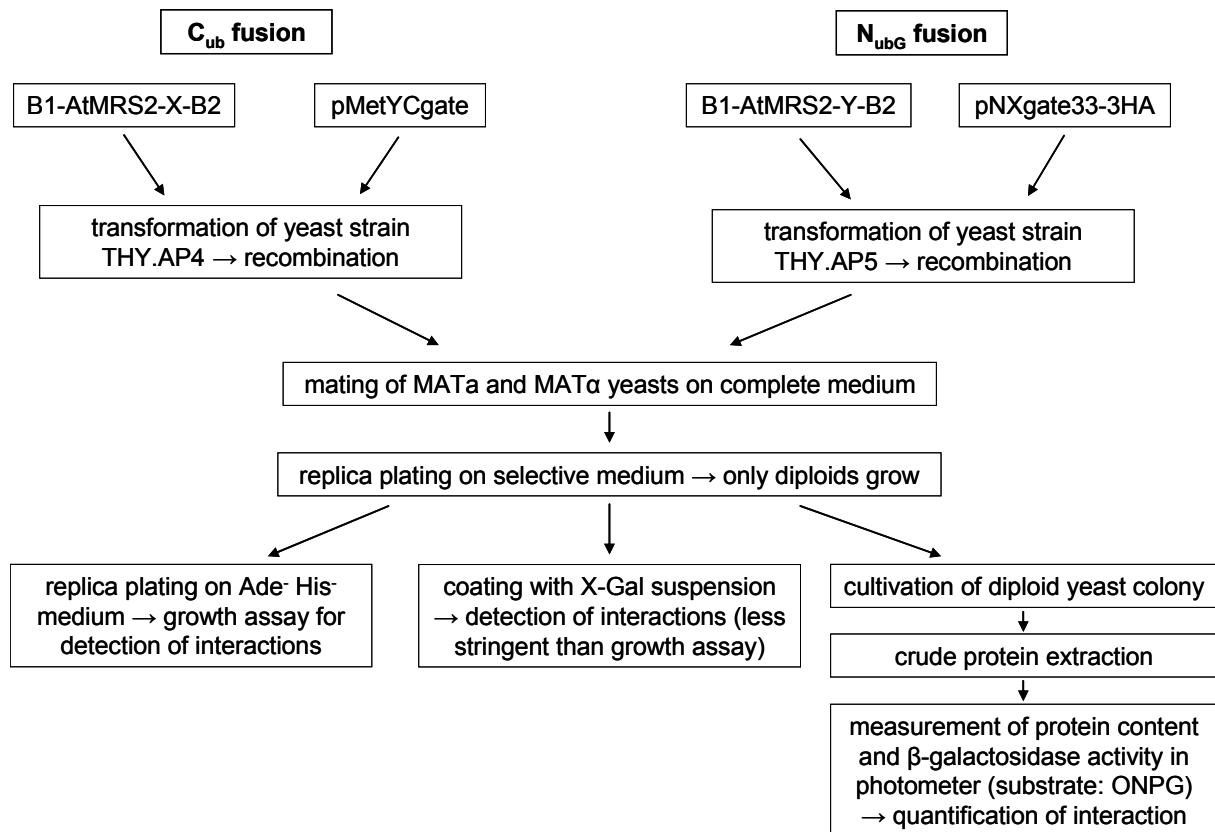 C_ub fusion
N_ubG fusion
B1-AtMRS2-X-B2
pMetYCgate
B1-AtMRS2-Y-B2
pNXgate33-3HA
transformation of yeast strain
THY.AP4 → recombination
transformation of yeast strain
THY.AP5 → recombination
mating of MATa and MATα yeasts on complete medium
replica plating on selective medium → only diploids grow
replica plating on Ade⁻ His⁻
medium → growth assay for
detection of interactions
coating with X-Gal suspension
→ detection of interactions (less
stringent than growth assay)
cultivation of diploid yeast colony
crude protein extraction
measurement of protein content
and β-galactosidase activity in
photometer (substrate: ONPG)
→ quantification of interaction